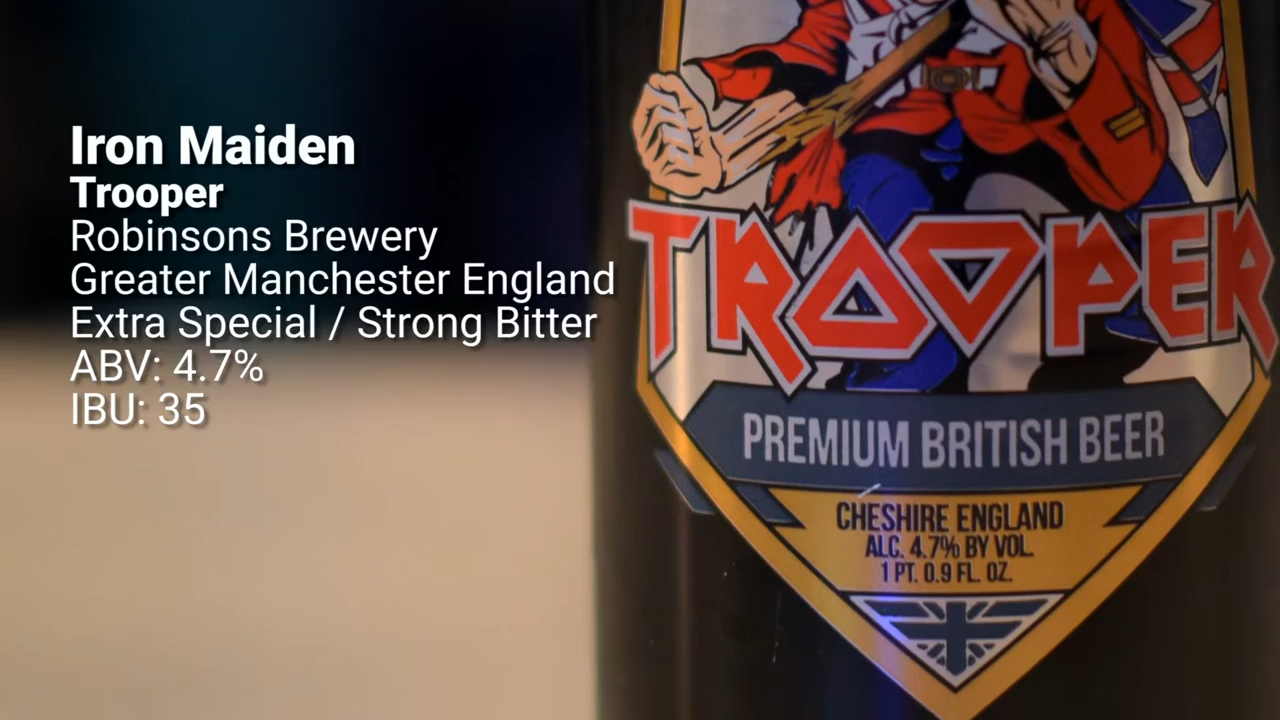 Iron Maiden
Trooper
Robinsons Brewery
Greater Manchester England
Extra Special / Strong Bitter
ABV: 4.7%
IBU: 35
TROOPER
PREMIUM BRITISH BEER
CHESHIRE ENGLAND
ALC. 4.7% BY VOL.
1 PT. 0.9 FL. OZ.